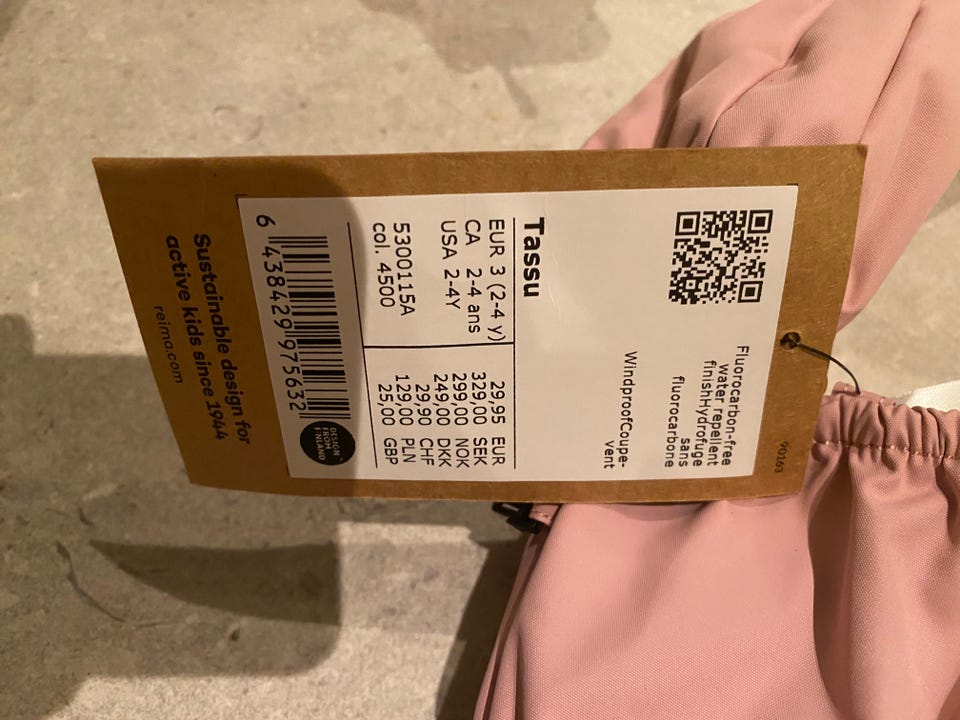 90163
Fluorocarbon-free
water repellent
finishHydrofuge
sans
fluorocarbone
WindproofCoupe-
vent
Tassu
EUR 3 (2-4 y)
CA 2-4 ans
USA 2-4Y
5300115A
col. 4500
29,95 EUR
329,00 SEK
299,00 NOK
249,00 DKK
29,90 CHF
129,00 PLN
25,00 GBP
6 438429 975632
DESIGN
FROM
FINLAND
Sustainable design for
active kids since 1944
reima.com